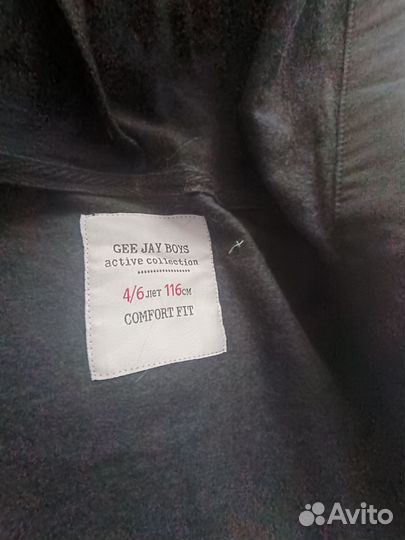 GEE JAY BOYS
active collection
4/6 лет 116см
COMFORT FIT
Avito